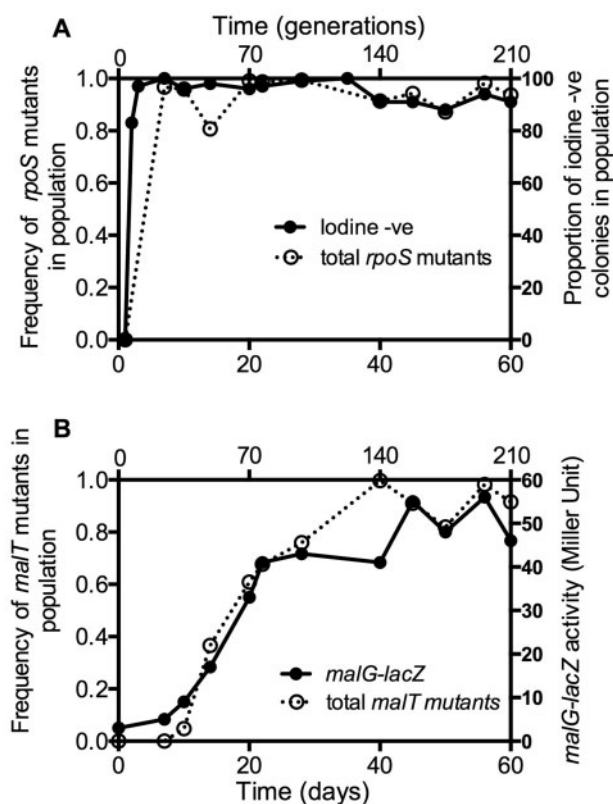 A
Time (generations)
0 70 140 210
Frequency of rpoS mutants
in population
1.0
0.8
0.6
0.4
0.2
0.0
Iodine -ve
total rpoS mutants
100
80
60
40
20
0
Proportion of iodine -ve
colonies in population
0 20 40 60
B
0 70 140 210
Frequency of malT mutants in
population
1.0
0.8
0.6
0.4
0.2
0.0
malG-lacZ
total malT mutants
60
50
40
30
20
10
0
malG-lacZ activity (Miller Unit)
0 20 40 60
Time (days)